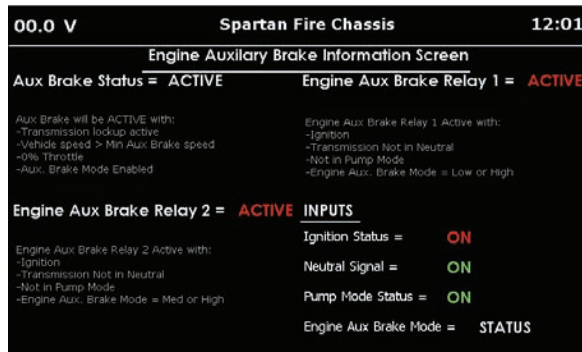 00.0 V Spartan Fire Chassis 12:01
Engine Auxilary Brake Information Screen
Aux Brake Status = ACTIVE
Aux Brake will be ACTIVE with:
-Transmission lockup active
-Vehicle speed > Min Aux Brake speed
-0% Throttle
-Aux. Brake Mode Enabled
Engine Aux Brake Relay 1 = ACTIVE
Engine Aux Brake Relay 1 Active with:
-Ignition
-Transmission Not in Neutral
-Not in Pump Mode
-Engine Aux. Brake Mode = Low or High
Engine Aux Brake Relay 2 = ACTIVE
Engine Aux Brake Relay 2 Active with:
-Ignition
-Transmission Not in Neutral
-Not in Pump Mode
-Engine Aux. Brake Mode = Med or High
INPUTS
Ignition Status = ON
Neutral Signal = ON
Pump Mode Status = ON
Engine Aux Brake Mode = STATUS